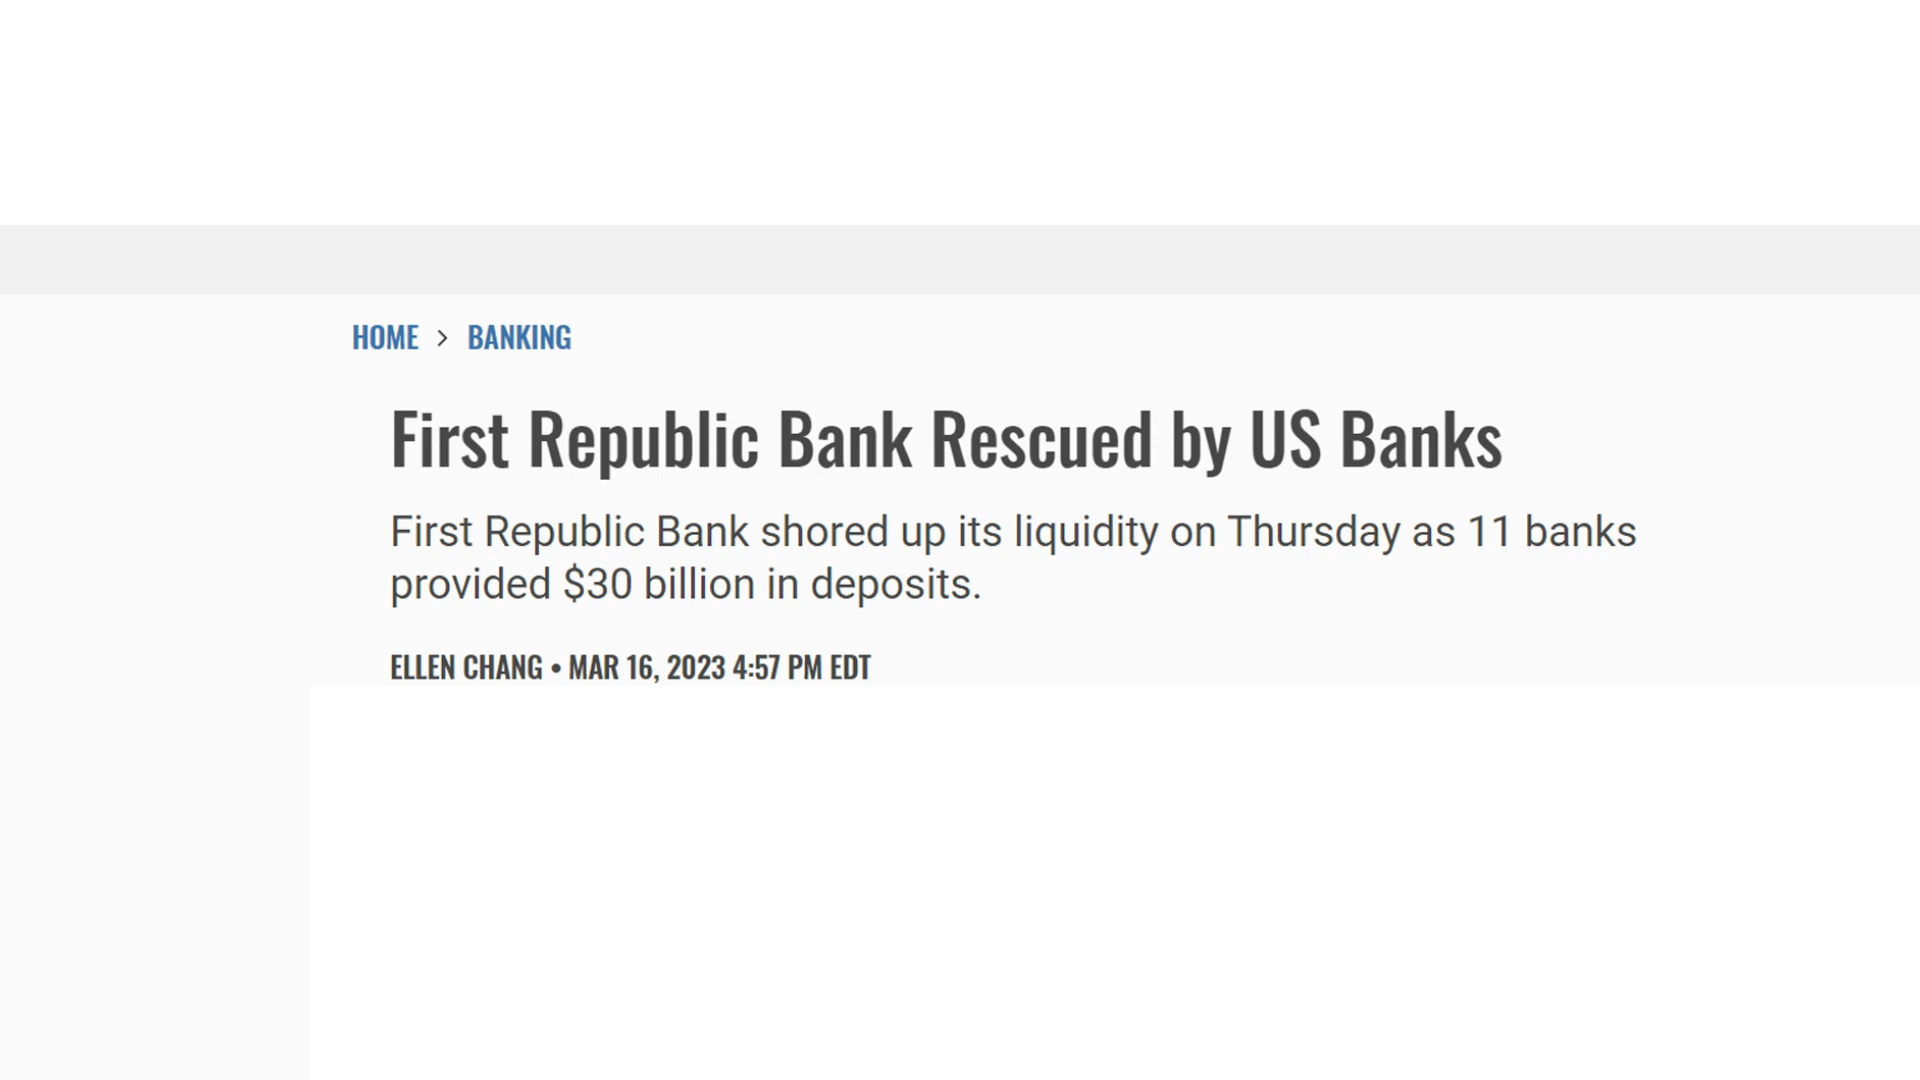 HOME > BANKING
First Republic Bank Rescued by US Banks
First Republic Bank shored up its liquidity on Thursday as 11 banks
provided $30 billion in deposits.
ELLEN CHANG • MAR 16, 2023 4:57 PM EDT